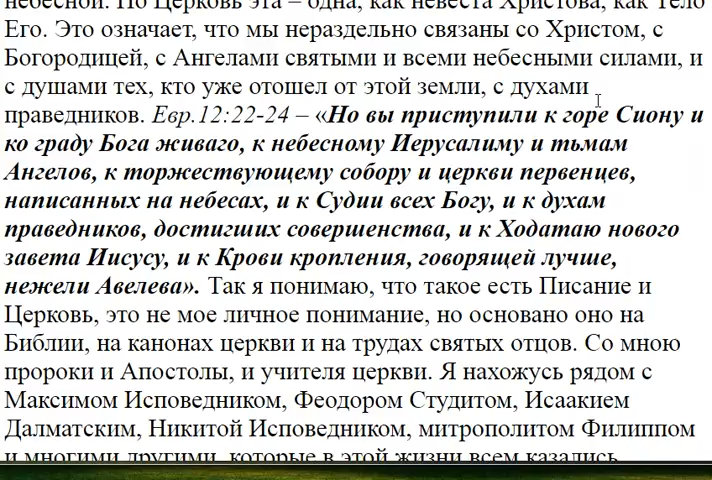 небесной. Но Церковь эта – одна, как невеста Христова, как Тело
Его. Это означает, что мы нераздельно связаны со Христом, с
Богородицей, с Ангелами святыми и всеми небесными силами, и
с душами тех, кто уже отошел от этой земли, с духами
праведников. Евр.12:22-24 – «Но вы приступили к горе Сиону и
ко граду Бога живаго, к небесному Иерусалиму и тьмам
Ангелов, к торжествующему собору и церкви первенцев,
написанных на небесах, и к Судии всех Богу, и к духам
праведников, достигших совершенства, и к Ходатаю нового
завета Иисусу, и к Крови кропления, говорящей лучше,
нежели Авелева». Так я понимаю, что такое есть Писание и
Церковь, это не мое личное понимание, но основано оно на
Библии, на канонах церкви и на трудах святых отцов. Со мною
пророки и Апостолы, и учителя церкви. Я нахожусь рядом с
Максимом Исповедником, Феодором Студитом, Исаакием
Далматским, Никитой Исповедником, митрополитом Филиппом
и многими другими, которые в этой жизни всем казались